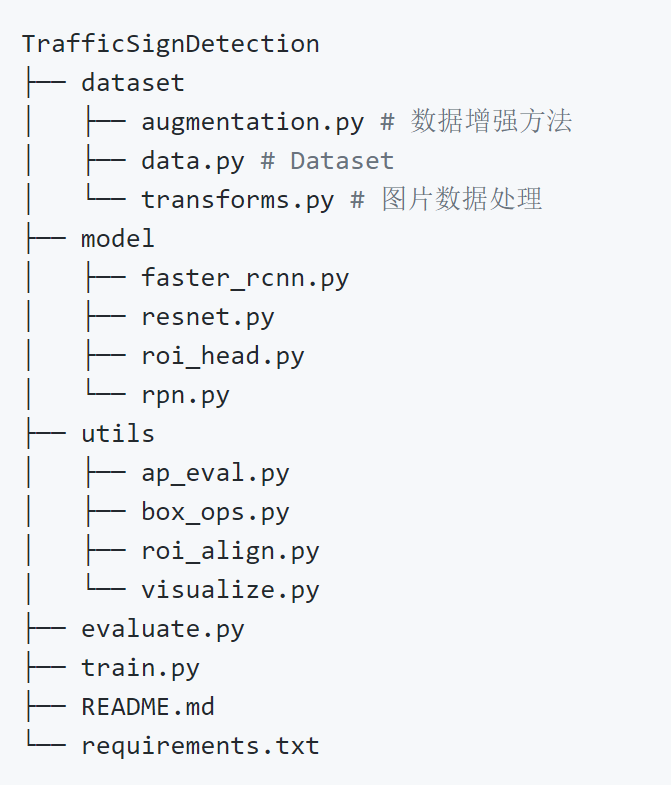 TrafficSignDetection
├── dataset
│   ├── augmentation.py # 数据增强方法
│   ├── data.py # Dataset
│   └── transforms.py # 图片数据处理
├── model
│   ├── faster_rcnn.py
│   ├── resnet.py
│   ├── roi_head.py
│   └── rpn.py
├── utils
│   ├── ap_eval.py
│   ├── box_ops.py
│   ├── roi_align.py
│   └── visualize.py
├── evaluate.py
├── train.py
├── README.md
└── requirements.txt